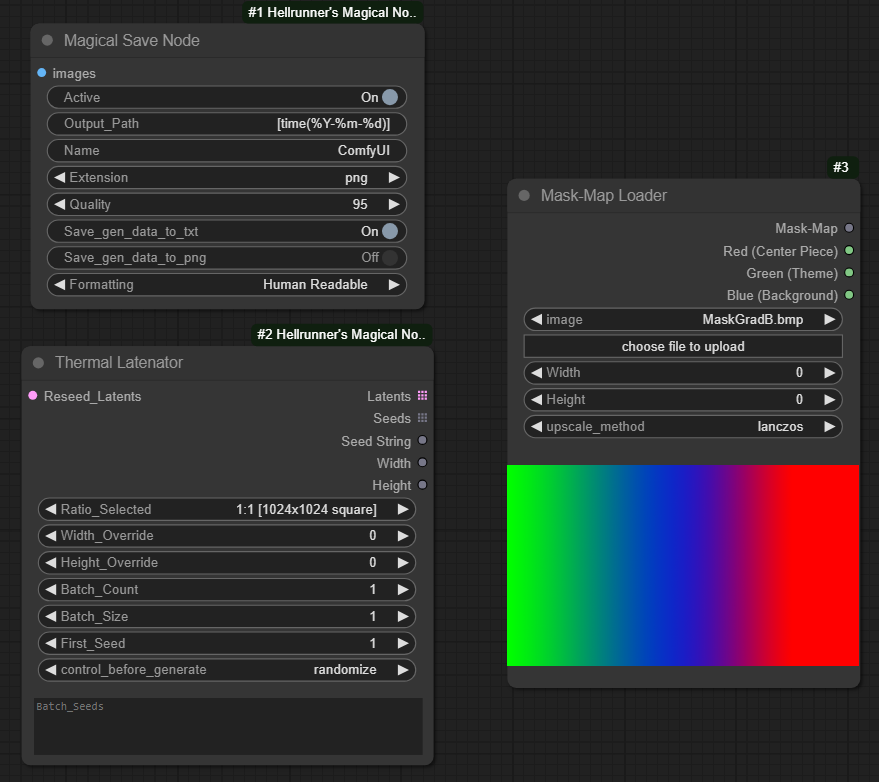 #1 Hellrunner's Magical No..
Magical Save Node
images
Active On
Output_Path [time(%Y-%m-%d)]
Name ComfyUI
Extension png
Quality 95
Save_gen_data_to_txt On
Save_gen_data_to_png Off
Formatting Human Readable
#2 Hellrunner's Magical No..
Thermal Latenator
Reseed_Latents Latents
Seeds
Seed String
Width
Height
Ratio_Selected 1:1 [1024x1024 square]
Width_Override 0
Height_Override 0
Batch_Count 1
Batch_Size 1
First_Seed 1
control_before_generate randomize
Batch_Seeds
#3
Mask-Map Loader
Mask-Map
Red (Center Piece)
Green (Theme)
Blue (Background)
image MaskGradB.bmp
choose file to upload
Width 0
Height 0
upscale_method lanczos